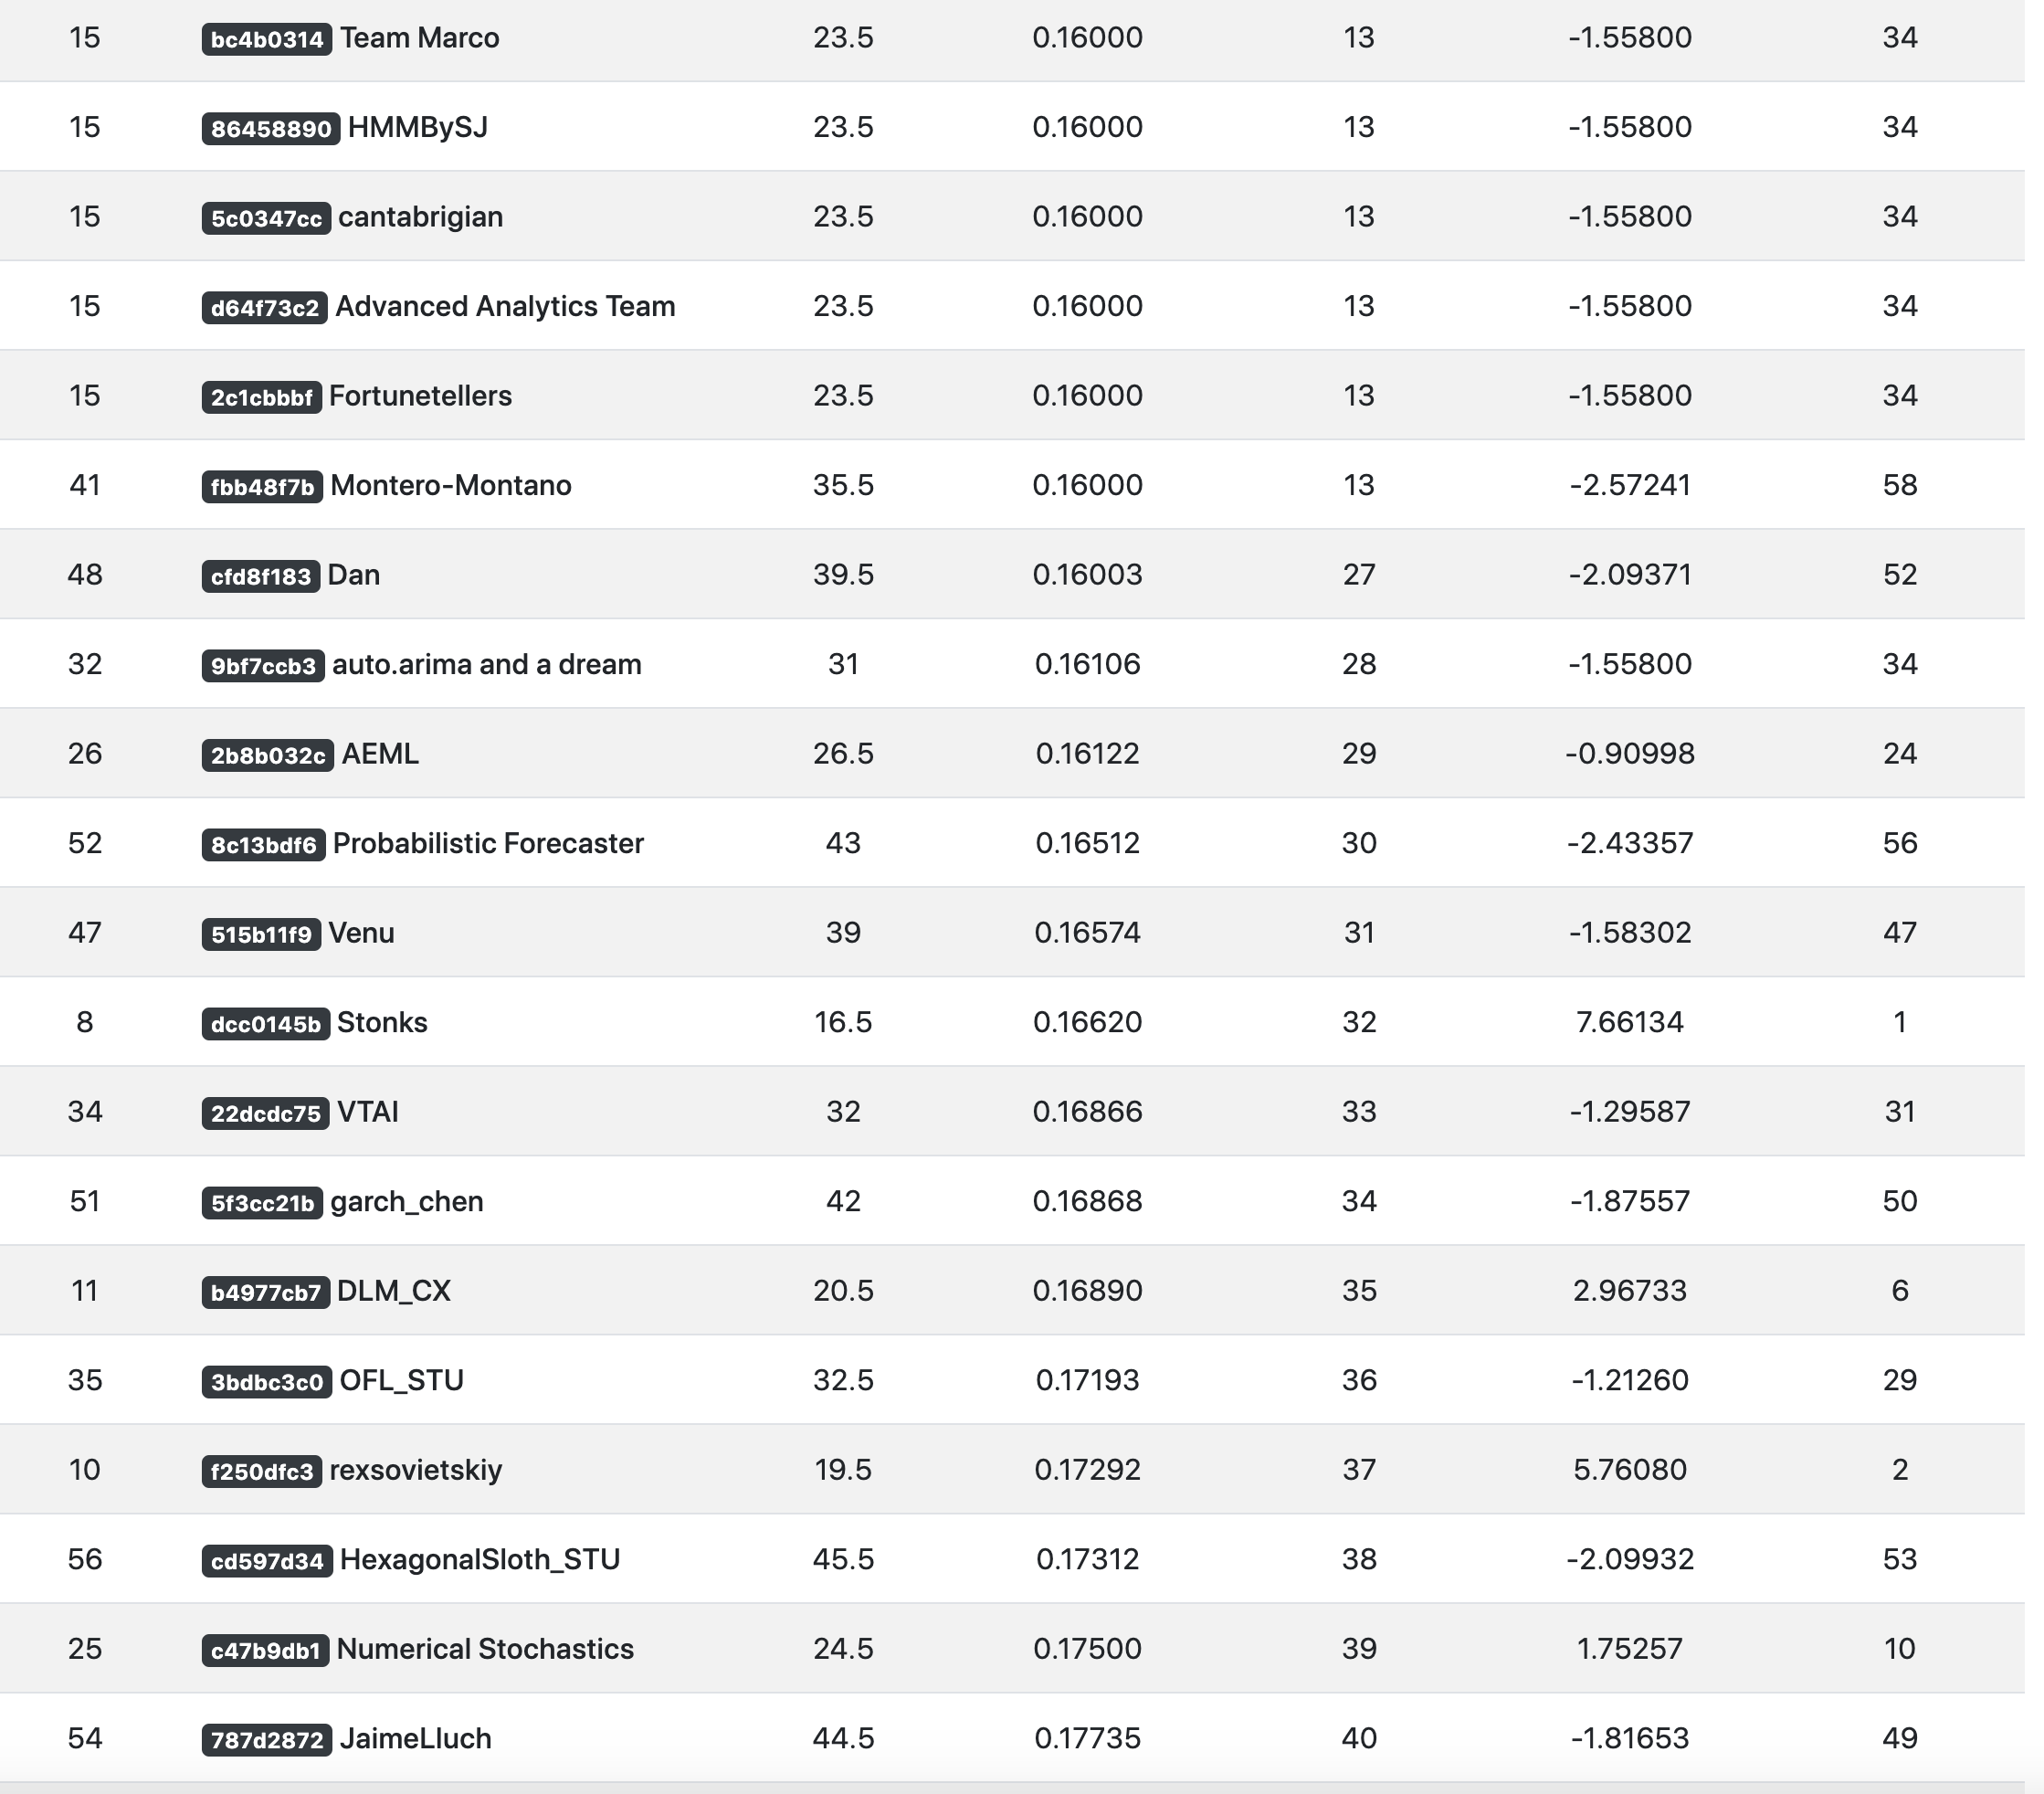 15 bc4b0314 Team Marco 23.5 0.16000 13 -1.55800 34
15 86458890 HMMBySJ 23.5 0.16000 13 -1.55800 34
15 5c0347cc cantabrigian 23.5 0.16000 13 -1.55800 34
15 d64f73c2 Advanced Analytics Team 23.5 0.16000 13 -1.55800 34
15 2c1cbbbf Fortunetellers 23.5 0.16000 13 -1.55800 34
41 fbb48f7b Montero-Montano 35.5 0.16000 13 -2.57241 58
48 cfd8f183 Dan 39.5 0.16003 27 -2.09371 52
32 9bf7ccb3 auto.arima and a dream 31 0.16106 28 -1.55800 34
26 2b8b032c AEML 26.5 0.16122 29 -0.90998 24
52 8c13bdf6 Probabilistic Forecaster 43 0.16512 30 -2.43357 56
47 515b11f9 Venu 39 0.16574 31 -1.58302 47
8 dcc0145b Stonks 16.5 0.16620 32 7.66134 1
34 22dcdc75 VTAI 32 0.16866 33 -1.29587 31
51 5f3cc21b garch_chen 42 0.16868 34 -1.87557 50
11 b4977cb7 DLM_CX 20.5 0.16890 35 2.96733 6
35 3bdbc3c0 OFL_STU 32.5 0.17193 36 -1.21260 29
10 f250dfc3 rexsovietskiy 19.5 0.17292 37 5.76080 2
56 cd597d34 HexagonalSloth_STU 45.5 0.17312 38 -2.09932 53
25 c47b9db1 Numerical Stochastics 24.5 0.17500 39 1.75257 10
54 787d2872 JaimeLluch 44.5 0.17735 40 -1.81653 49